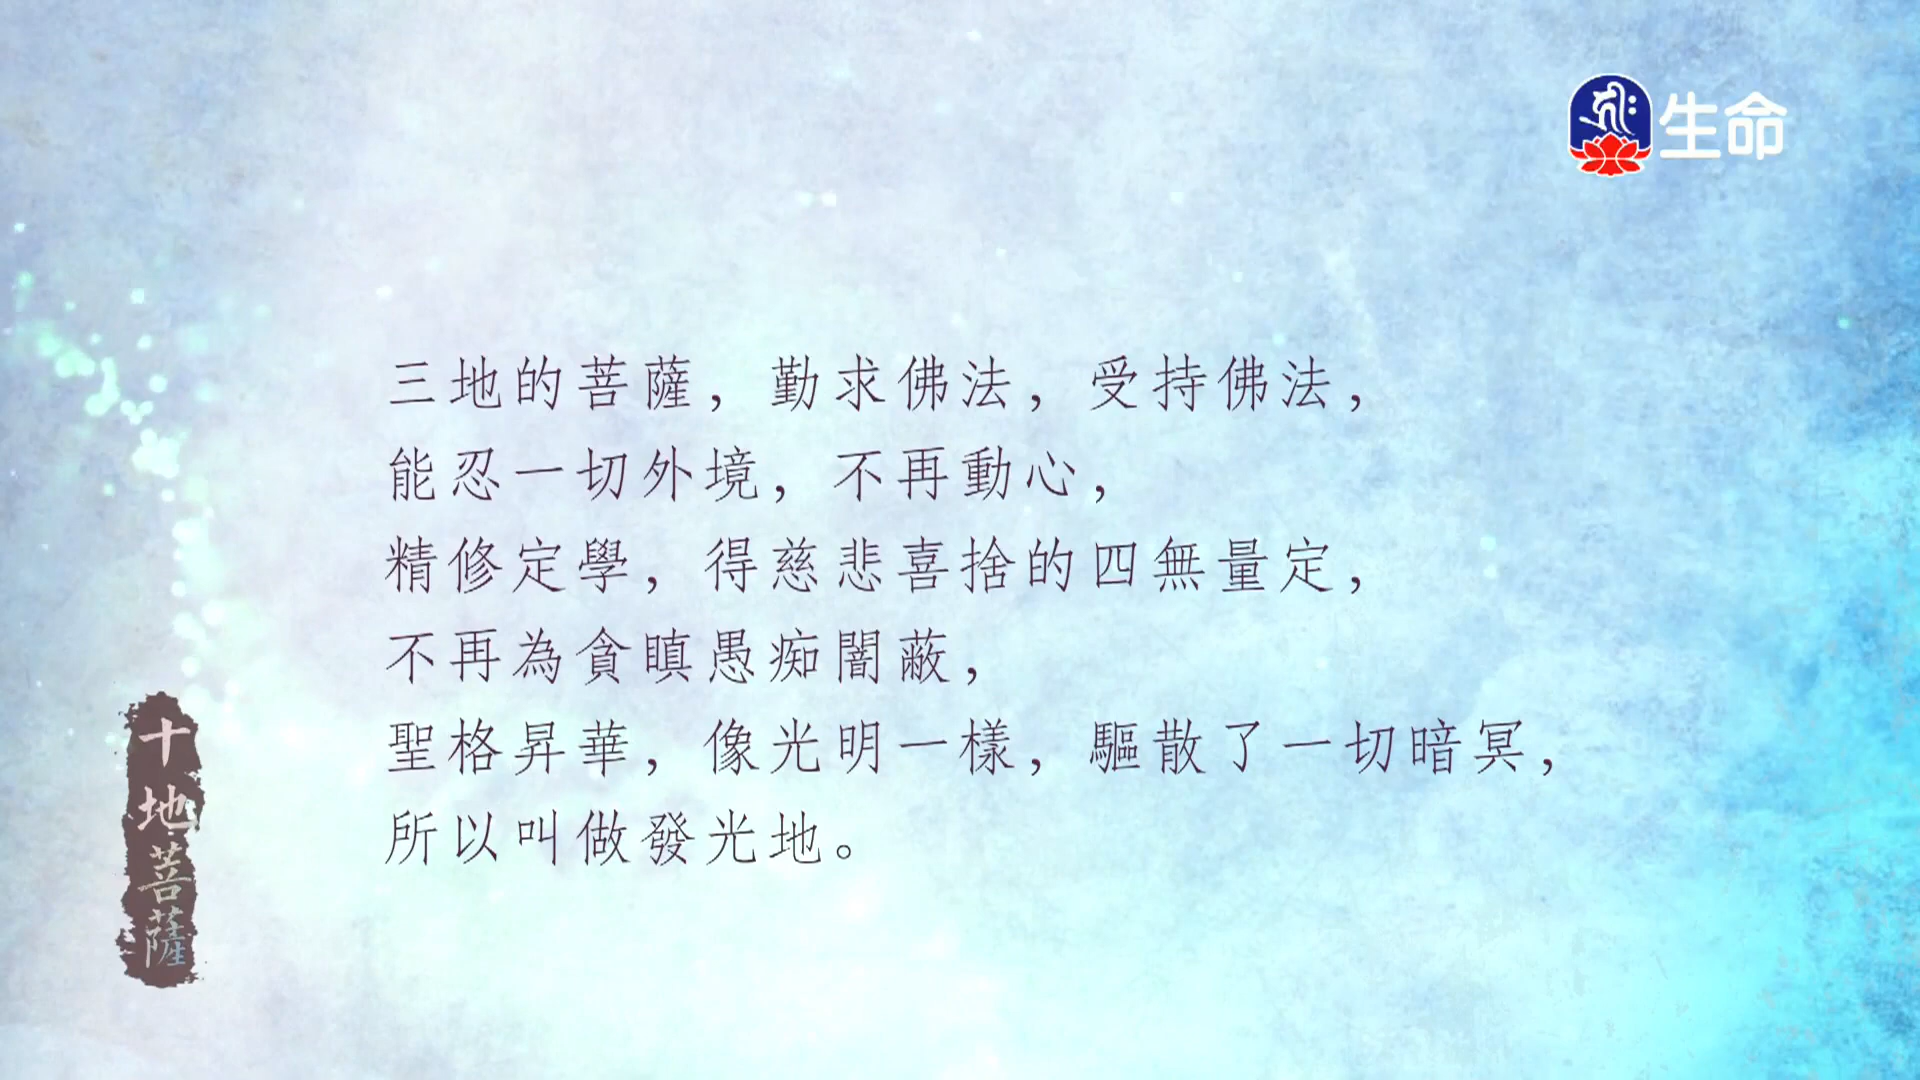 生命
三地的菩薩，勤求佛法，受持佛法，
能忍一切外境，不再動心，
精修定學，得慈悲喜捨的四無量定，
不再為貪瞋愚痴闇蔽，
聖格昇華，像光明一樣，驅散了一切暗冥，
所以叫做發光地。
十地菩薩